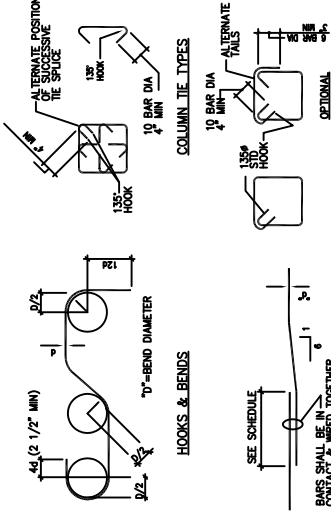 4d (2 1/2" MIN)
D/2
d
12d
D/2
D/2
"D"=BEND DIAMETER
HOOKS & BENDS
ALTERNATE POSITION
OF SUCCESSIVE
TIE SPLICE
135°
HOOK
135°
HOOK
10 BAR DIA
4" MIN
COLUMN TIE TYPES
SEE SCHEDULE
"d"
1
6
BARS SHALL BE IN
CONTACT & WIRED TOGETHER
10 BAR DIA
4" MIN
ALTERNATE
TAILS
6 BAR DIA
MIN
135°
STD
HOOK
OPTIONAL